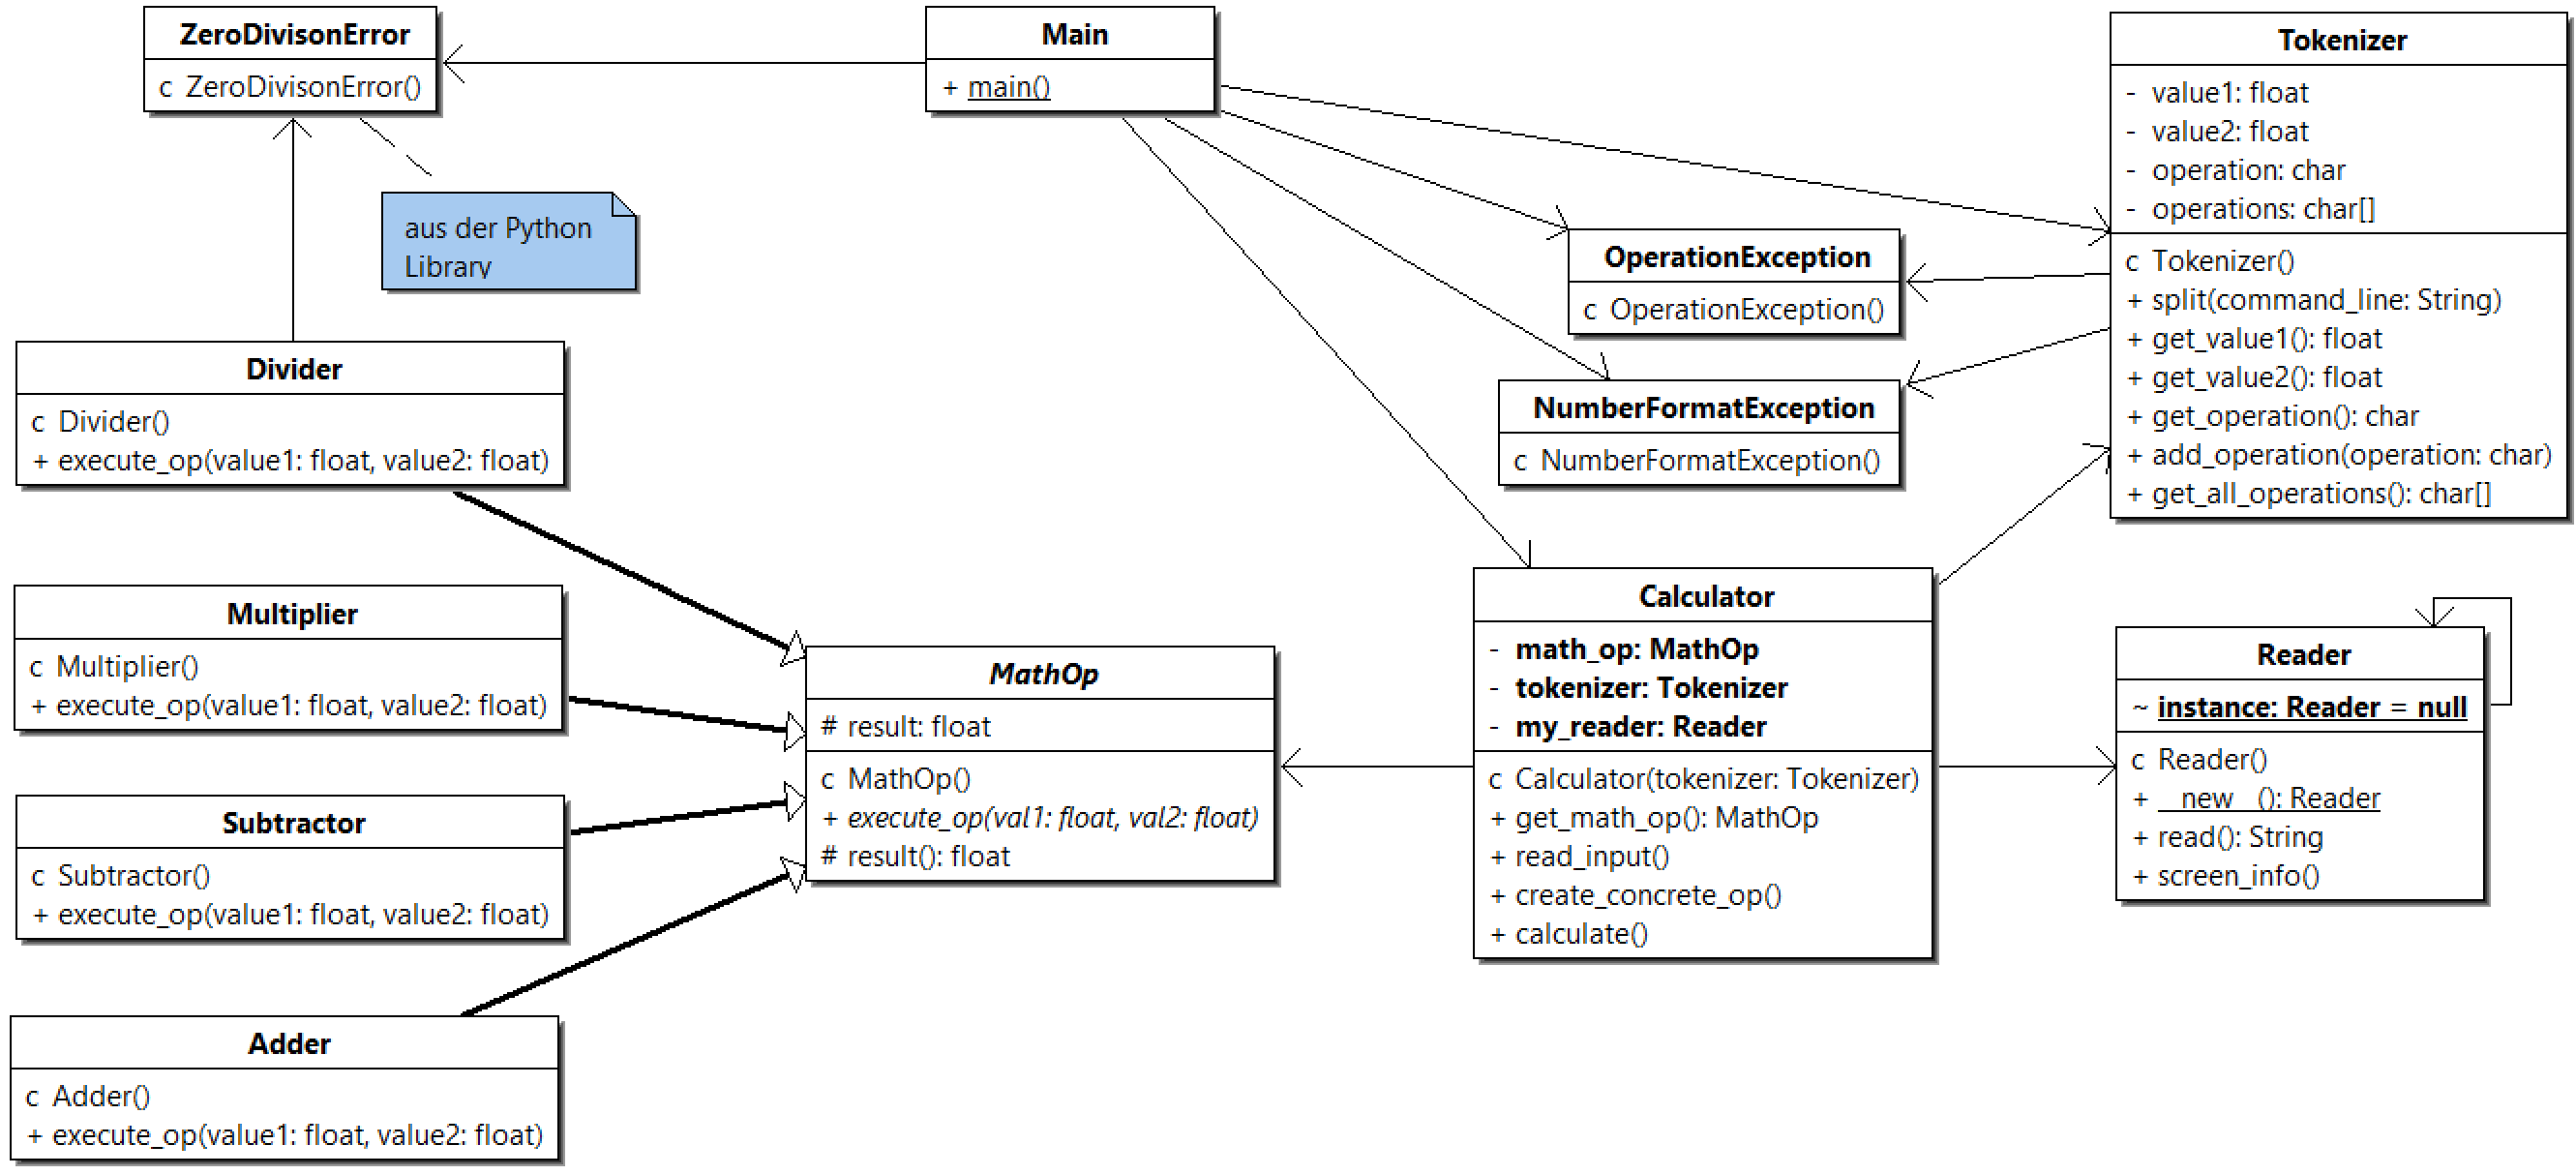 ZeroDivisonError
c ZeroDivisonError()
Main
+ main()
Tokenizer
- value1: float
- value2: float
- operation: char
- operations: char[]
c Tokenizer()
+ split(command_line: String)
+ get_value1(): float
+ get_value2(): float
+ get_operation(): char
+ add_operation(operation: char)
+ get_all_operations(): char[]
aus der Python
Library
OperationException
c OperationException()
NumberFormatException
c NumberFormatException()
Divider
c Divider()
+ execute_op(value1: float, value2: float)
Multiplier
c Multiplier()
+ execute_op(value1: float, value2: float)
MathOp
# result: float
c MathOp()
+ execute_op(val1: float, val2: float)
# result(): float
Calculator
- math_op: MathOp
- tokenizer: Tokenizer
- my_reader: Reader
c Calculator(tokenizer: Tokenizer)
+ get_math_op(): MathOp
+ read_input()
+ create_concrete_op()
+ calculate()
Reader
~ instance: Reader = null
c Reader()
+ __new__(): Reader
+ read(): String
+ screen_info()
Subtractor
c Subtractor()
+ execute_op(value1: float, value2: float)
Adder
c Adder()
+ execute_op(value1: float, value2: float)